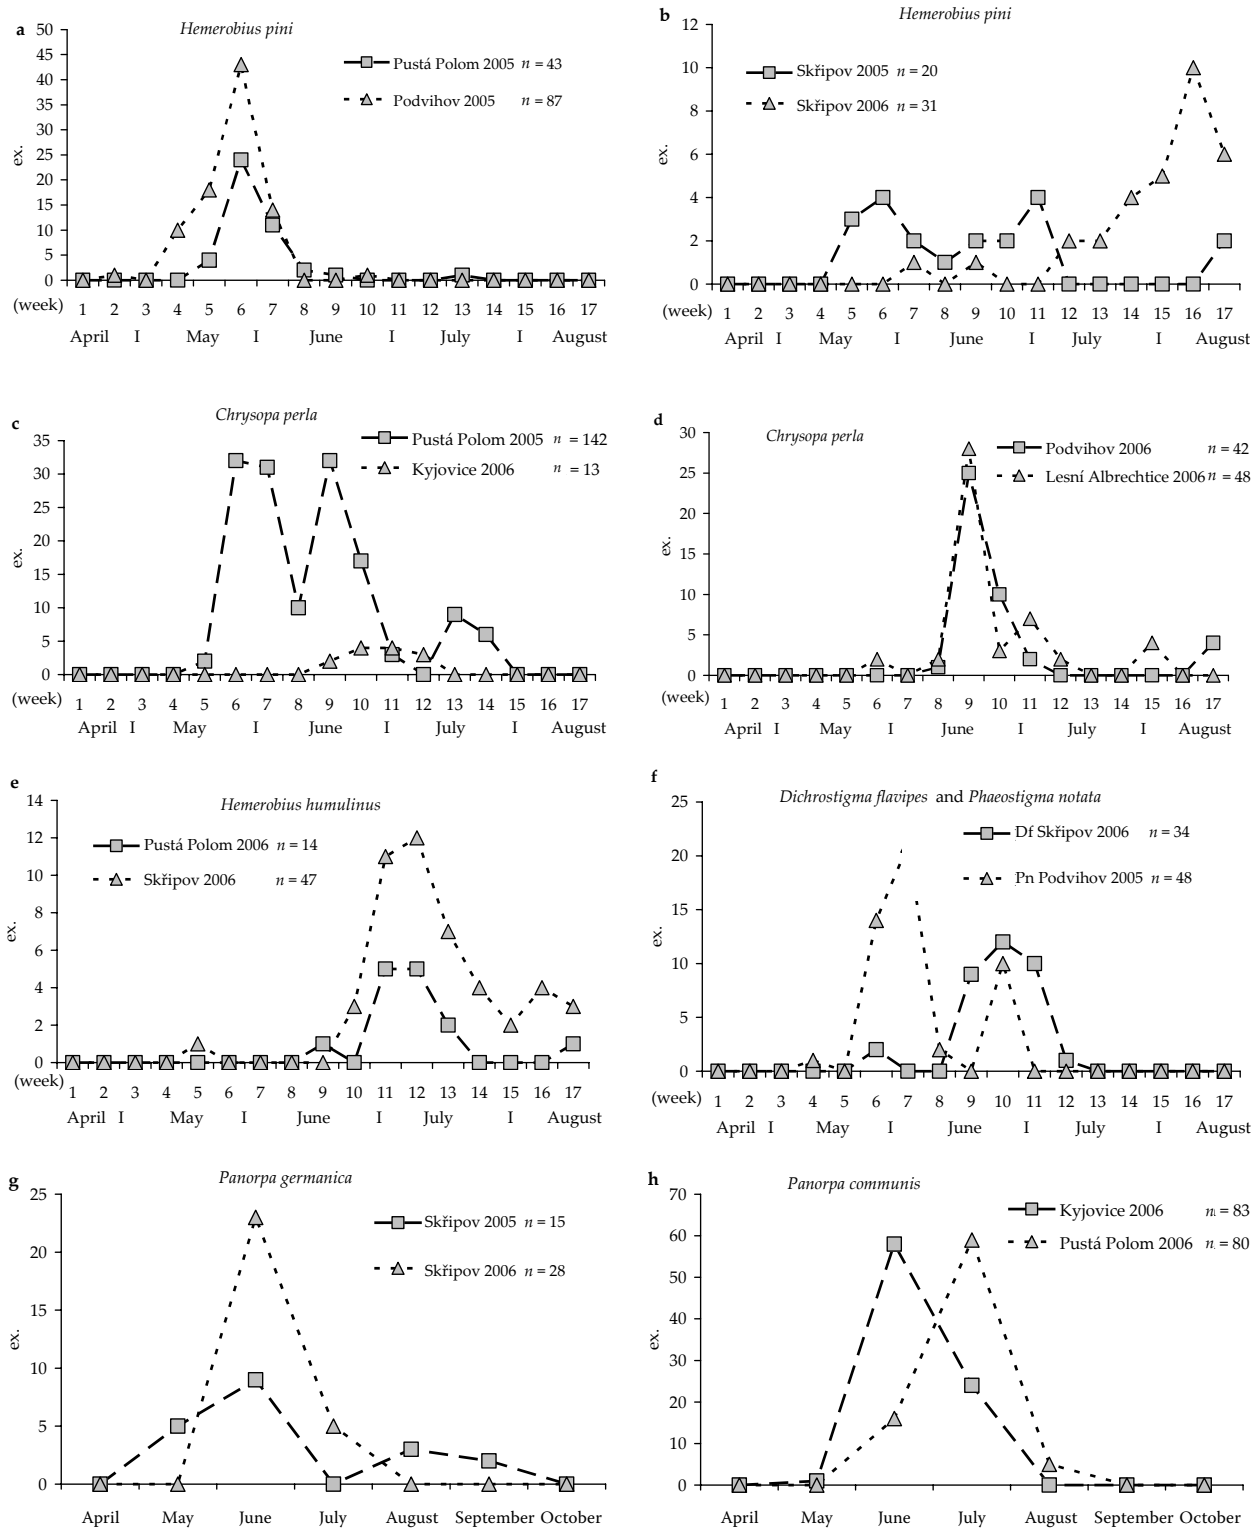 a
Hemerobius pini
50
45
40
35
30
25
20
15
10
5
0
ex.
Pustá Polom 2005 n = 43
Podvihov 2005 n = 87
(week) 1 2 3 4 5 6 7 8 9 10 11 12 13 14 15 16 17
April I May I June I July I August
b
Hemerobius pini
12
10
8
6
4
2
0
ex.
Skřipov 2005 n = 20
Skřipov 2006 n = 31
(week) 1 2 3 4 5 6 7 8 9 10 11 12 13 14 15 16 17
April I May I June I July I August
c
Chrysopa perla
35
30
25
20
15
10
5
0
ex.
Pustá Polom 2005 n = 142
Kyjovice 2006 n = 13
(week) 1 2 3 4 5 6 7 8 9 10 11 12 13 14 15 16 17
April I May I June I July I August
d
Chrysopa perla
30
25
20
15
10
5
0
ex.
Podvihov 2006 n = 42
Lesní Albrechtice 2006 n = 48
(week) 1 2 3 4 5 6 7 8 9 10 11 12 13 14 15 16 17
April I May I June I July I August
e
Hemerobius humulinus
14
12
10
8
6
4
2
0
ex.
Pustá Polom 2006 n = 14
Skřipov 2006 n = 47
(week) 1 2 3 4 5 6 7 8 9 10 11 12 13 14 15 16 17
April I May I June I July I August
f
Dichrostigma flavipes and Phaeostigma notata
25
20
15
10
5
0
ex.
Df Skřipov 2006 n = 34
Pn Podvihov 2005 n = 48
(week) 1 2 3 4 5 6 7 8 9 10 11 12 13 14 15 16 17
April I May I June I July I August
g
Panorpa germanica
25
20
15
10
5
0
ex.
Skřipov 2005 n = 15
Skřipov 2006 n = 28
April May June July August September October
h
Panorpa communis
70
60
50
40
30
20
10
0
ex.
Kyjovice 2006 n = 83
Pustá Polom 2006 n = 80
April May June July August September October